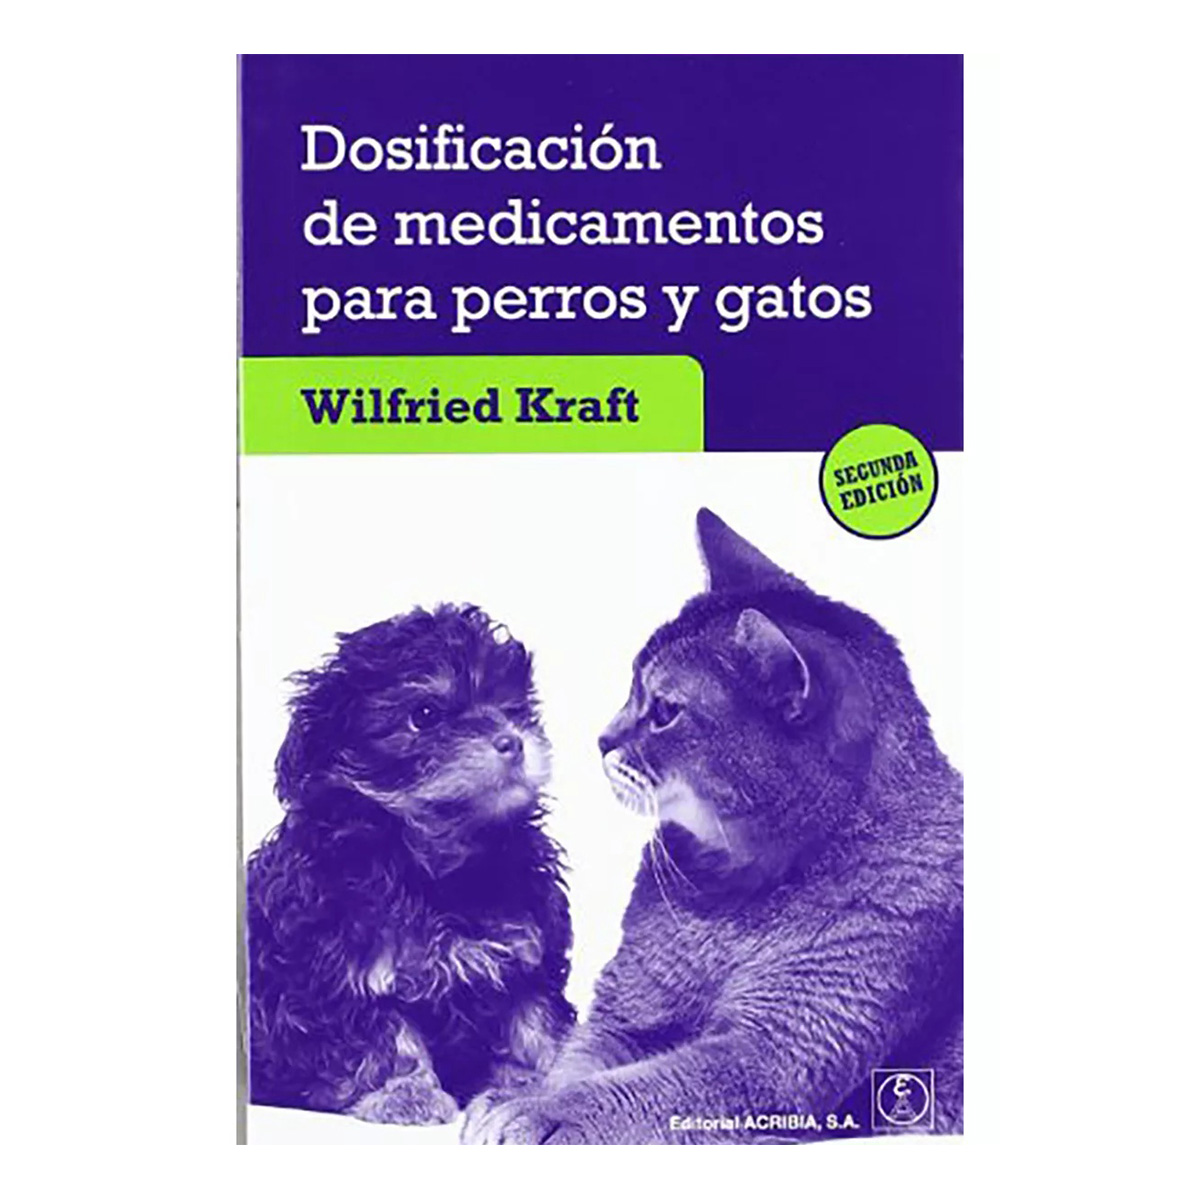 Dosificación
de medicamentos
para perros y gatos
Wilfried Kraft
SEGUNDA
EDICIÓN
Editorial ACRIBIA, S.A.